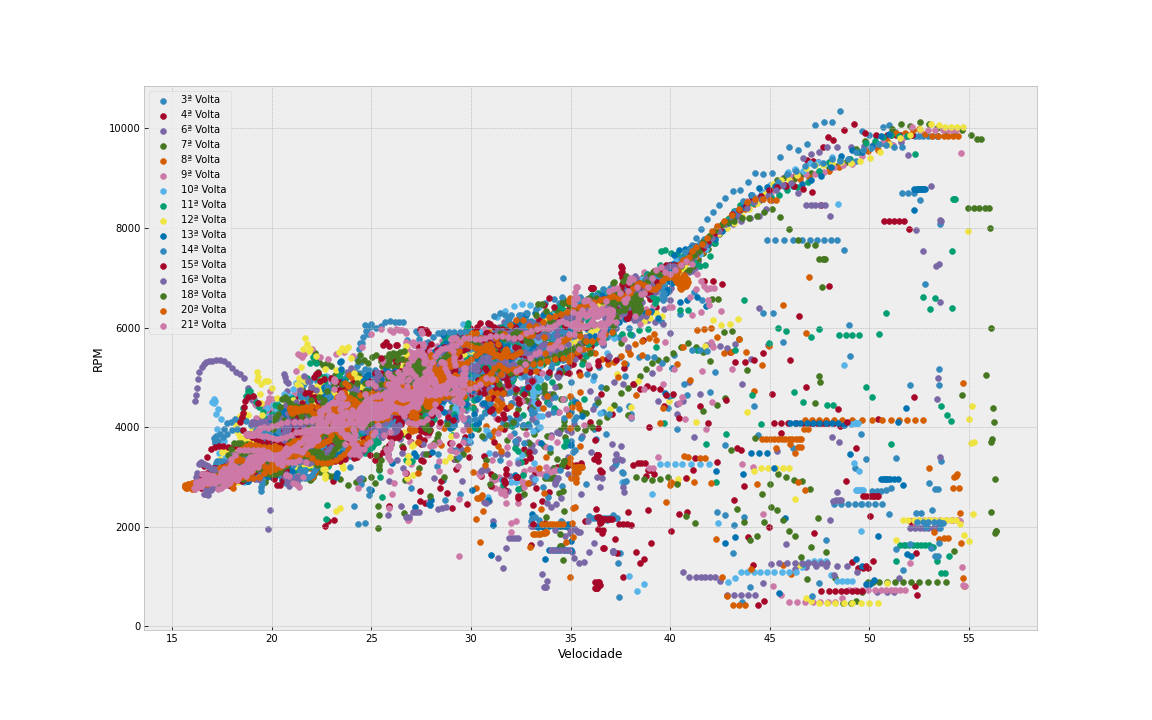 3ª Volta
4ª Volta
6ª Volta
7ª Volta
8ª Volta
9ª Volta
10ª Volta
11ª Volta
12ª Volta
13ª Volta
14ª Volta
15ª Volta
16ª Volta
18ª Volta
20ª Volta
21ª Volta
10000
8000
6000
4000
2000
0
RPM
15 20 25 30 35 40 45 50 55
Velocidade